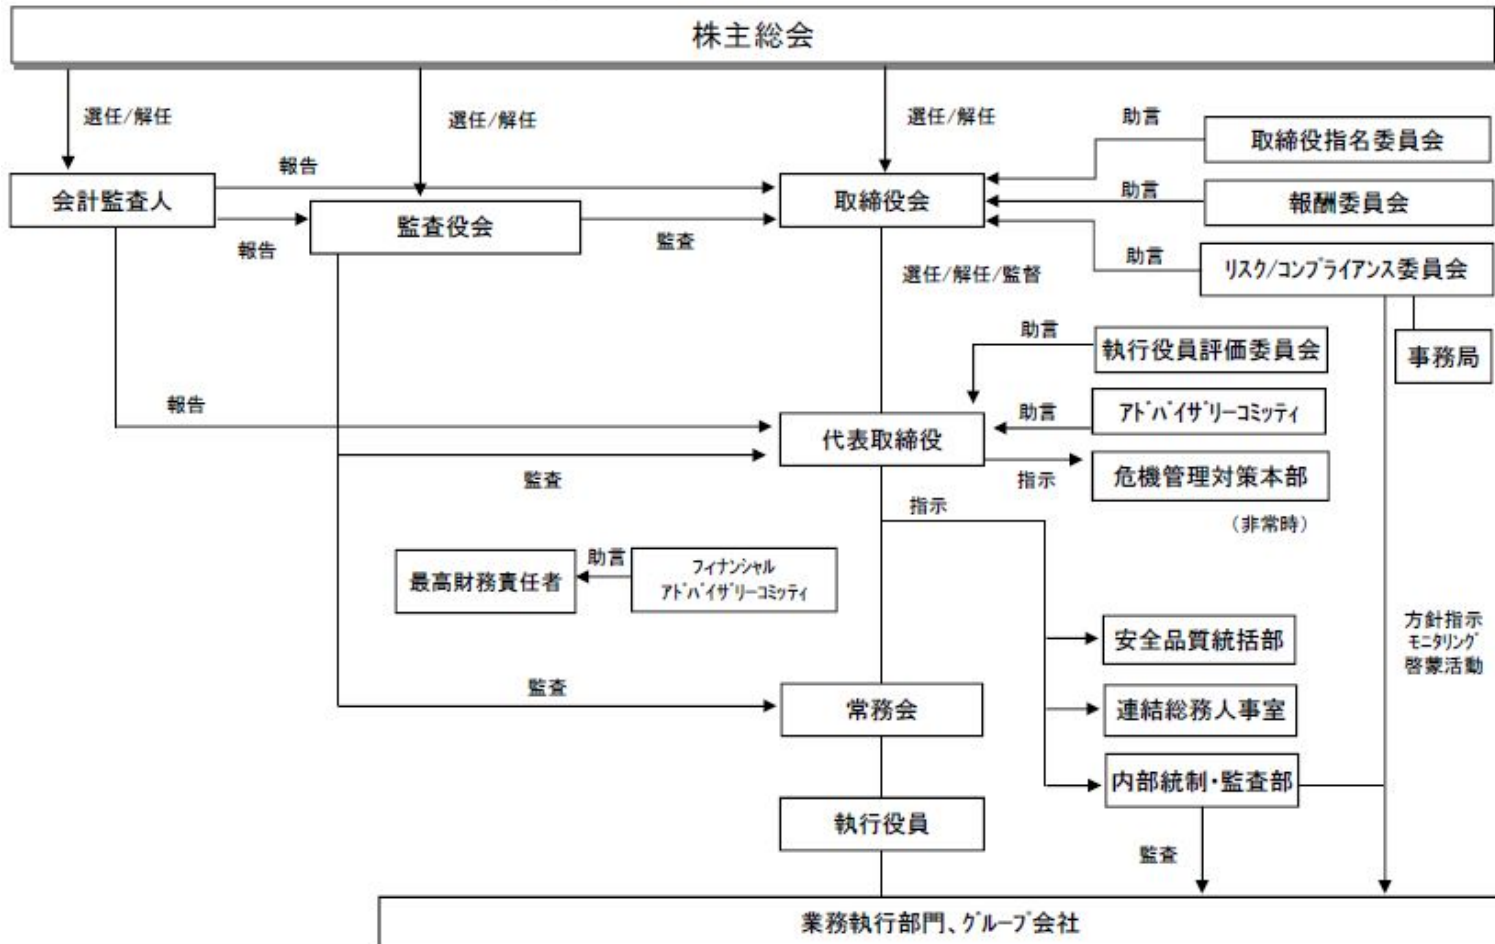 株主総会
選任/解任
選任/解任
選任/解任
助言
取締役指名委員会
報告
会計監査人
取締役会
助言
報酬委員会
監査役会
報告
監査
助言
リスク/コンプライアンス委員会
選任/解任/監督
助言
執行役員評価委員会
事務局
報告
助言
アドバイザリーコミッティ
代表取締役
監査
指示
危機管理対策本部
指示
(非常時)
最高財務責任者
助言
フィナンシャル
アドバイザリーコミッティ
安全品質統括部
方針指示
モニタリング
啓蒙活動
監査
常務会
連結総務人事室
内部統制・監査部
執行役員
監査
業務執行部門、グループ会社